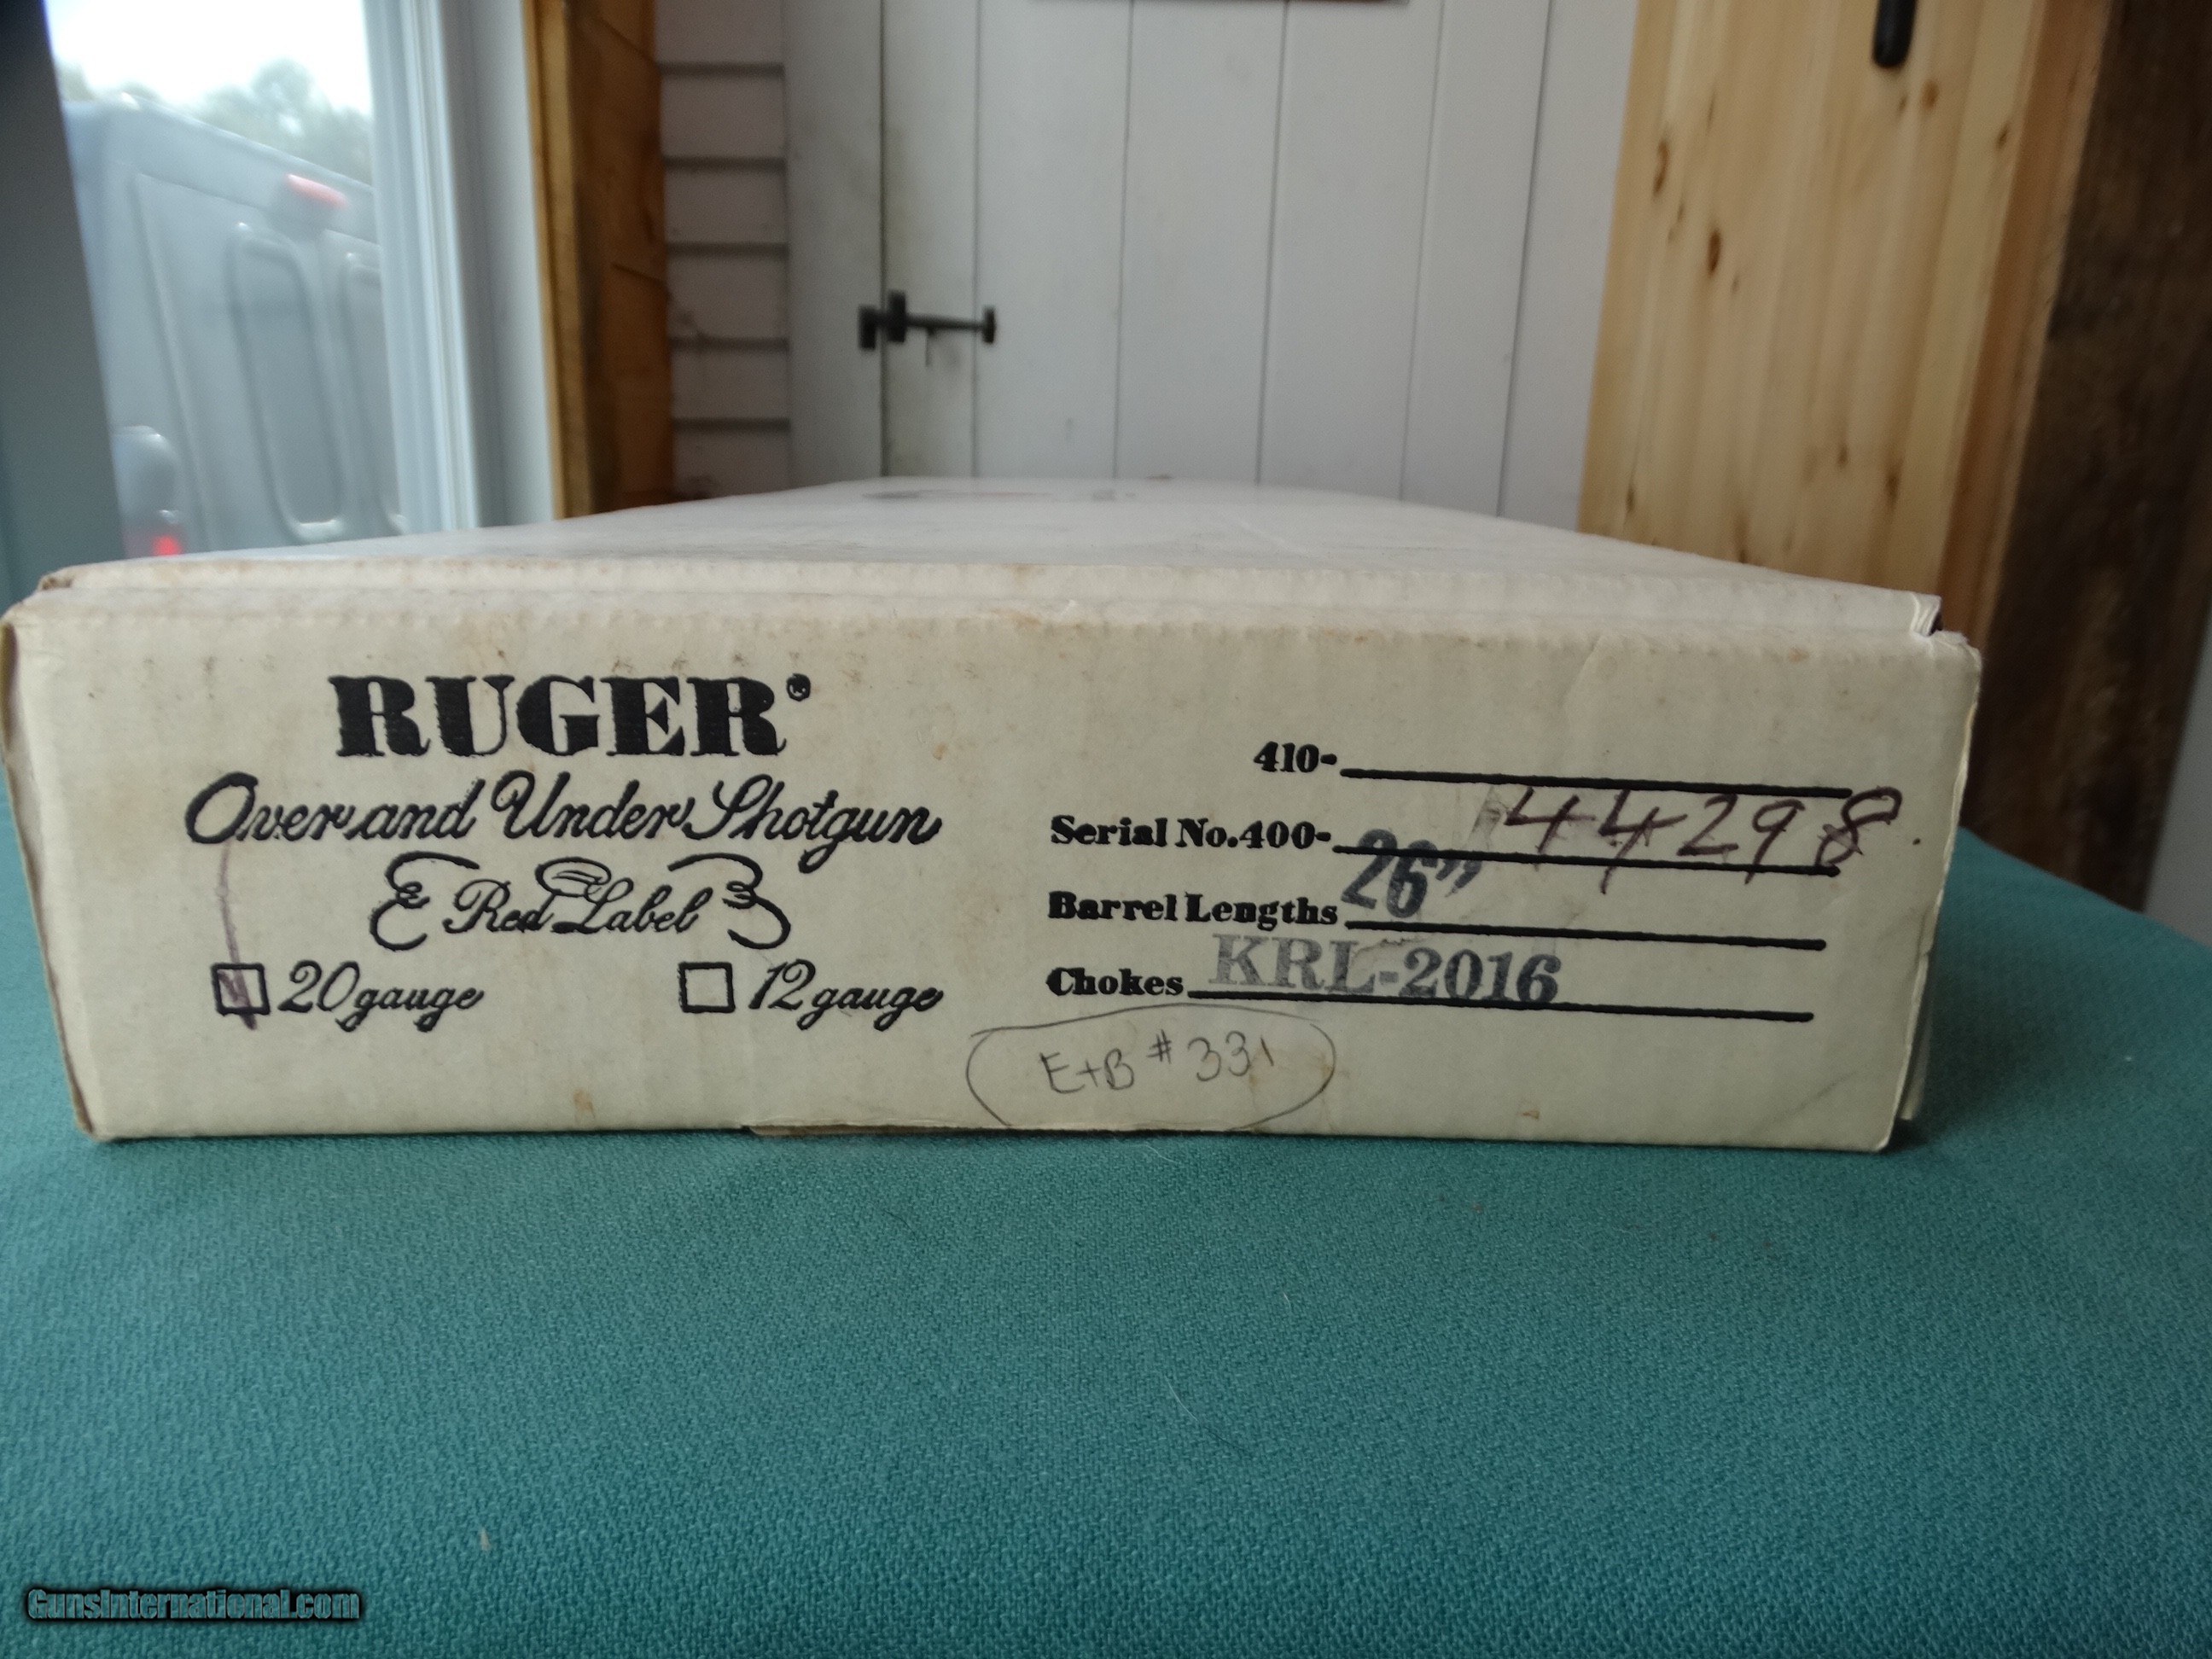 RUGER®
Over and Under Shotgun
Red Label
20 gauge 12 gauge
410-
Serial No.400- 44298
Barrel Lengths 26"
Chokes KRL-2016
E+B #331
GunsInternational.com